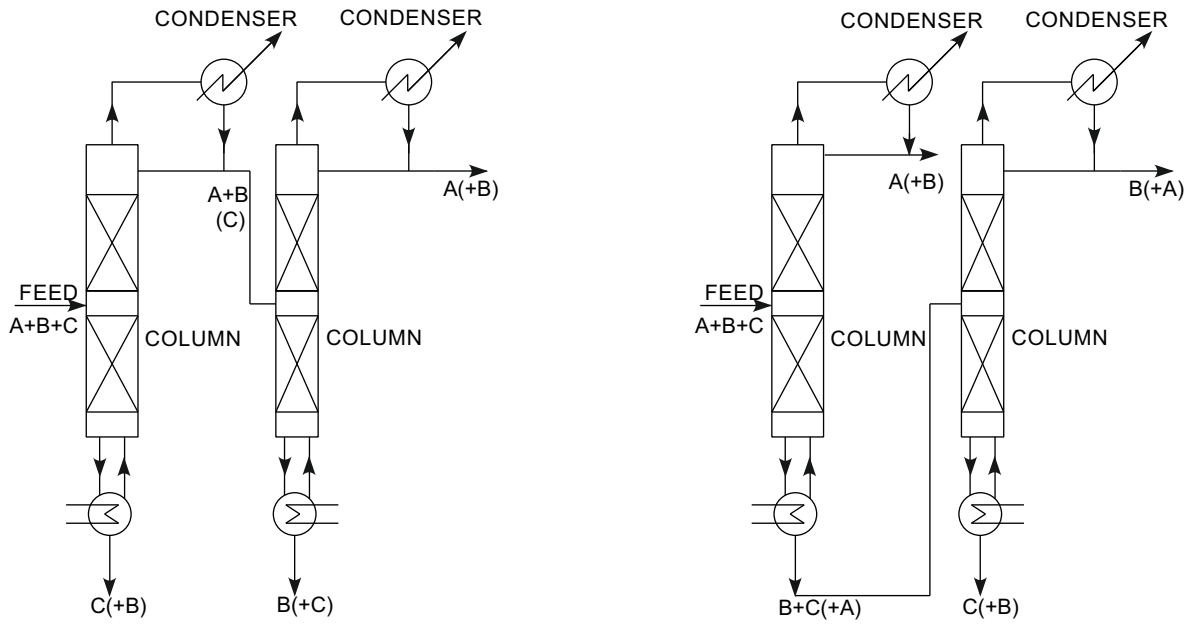 CONDENSER
CONDENSER
A+B
(C)
A(+B)
FEED
A+B+C
COLUMN
COLUMN
C(+B)
B(+C)
CONDENSER
CONDENSER
A(+B)
B(+A)
FEED
A+B+C
COLUMN
COLUMN
B+C(+A)
C(+B)